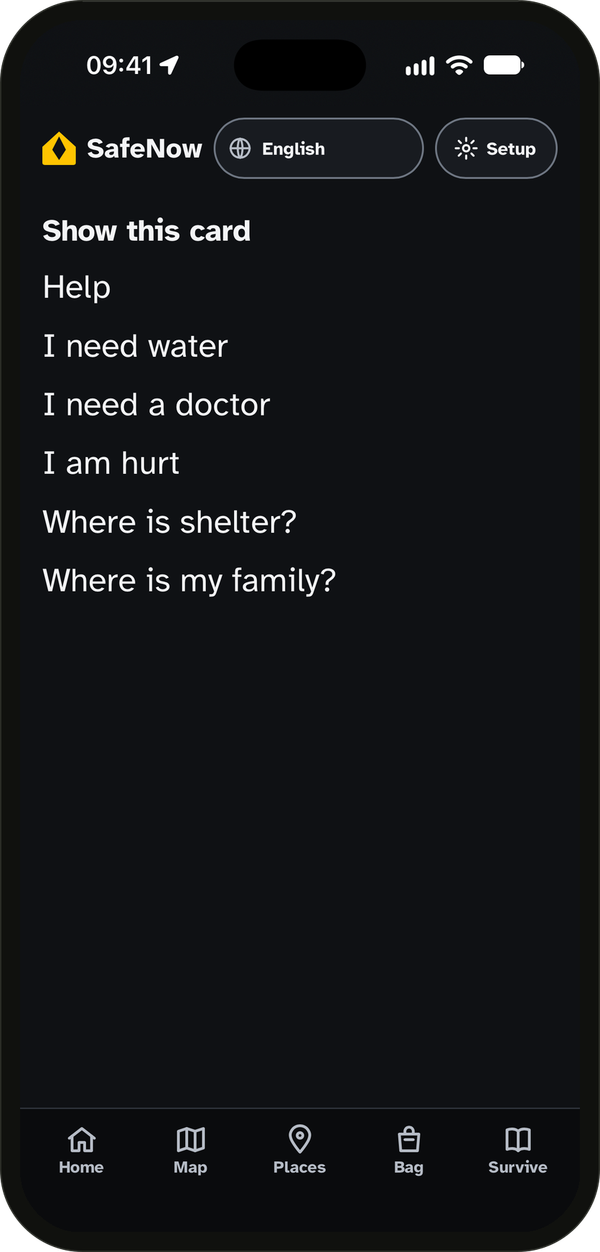 09:41
SafeNow
English
Setup
Show this card
Help
I need water
I need a doctor
I am hurt
Where is shelter?
Where is my family?
Home
Map
Places
Bag
Survive